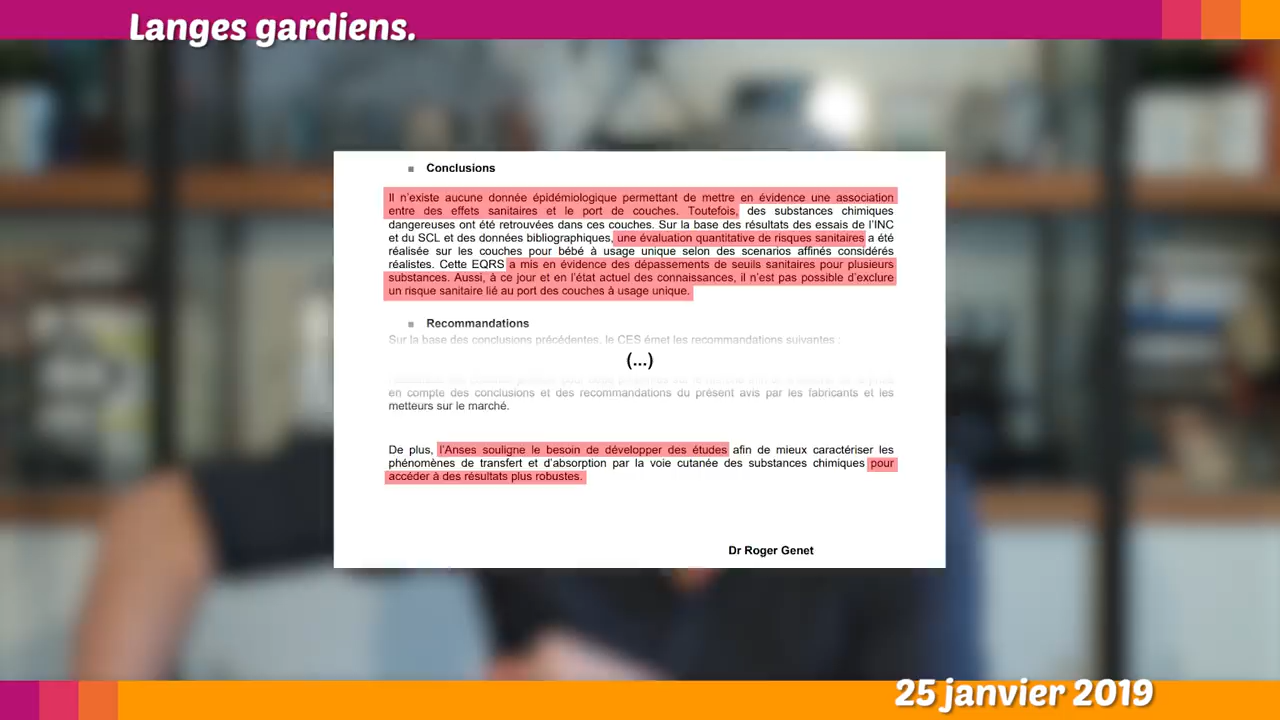 Langes gardiens.
Conclusions
Il n'existe aucune donnée épidémiologique permettant de mettre en évidence une association
entre des effets sanitaires et le port de couches. Toutefois, des substances chimiques
dangereuses ont été retrouvées dans ces couches. Sur la base des résultats des essais de l'INC
et du SCL et des données bibliographiques, une évaluation quantitative de risques sanitaires a été
réalisée sur les couches pour bébé à usage unique selon des scenarios affinés considérés
réalistes. Cette EQRS a mis en évidence des dépassements de seuils sanitaires pour plusieurs
substances. Aussi, à ce jour et en l'état actuel des connaissances, il n'est pas possible d'exclure
un risque sanitaire lié au port des couches à usage unique.
Recommandations
Sur la base des conclusions précédentes, le CES émet les recommandations suivantes :
(...)
en compte des conclusions et des recommandations du présent avis par les fabricants et les
metteurs sur le marché.
De plus, l'Anses souligne le besoin de développer des études afin de mieux caractériser les
phénomènes de transfert et d'absorption par la voie cutanée des substances chimiques pour
accéder à des résultats plus robustes.
Dr Roger Genet
25 janvier 2019